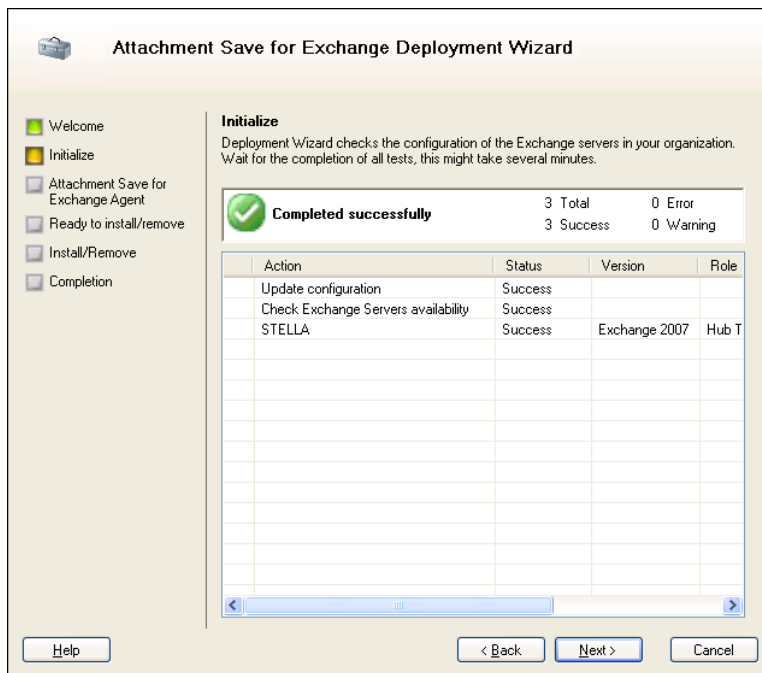 Attachment Save for Exchange Deployment Wizard
Welcome
Initialize
Attachment Save for
Exchange Agent
Ready to install/remove
Install/Remove
Completion
Initialize
Deployment Wizard checks the configuration of the Exchange servers in your organization.
Wait for the completion of all tests, this might take several minutes.
Completed successfully
3 Total 0 Error
3 Success 0 Warning
Action Status Version Role
Update configuration Success
Check Exchange Servers availability Success
STELLA Success Exchange 2007 Hub T
Help < Back Next > Cancel